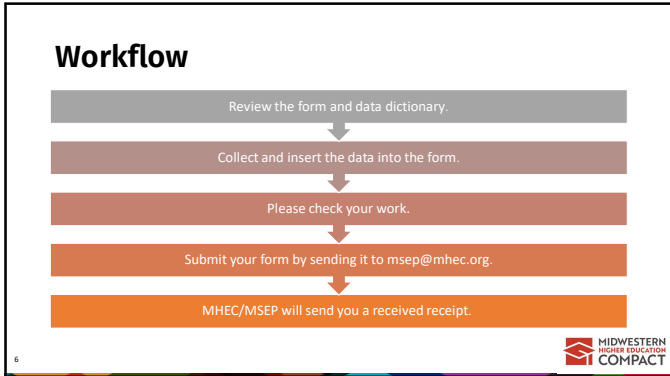 Workflow
Review the form and data dictionary.
Collect and insert the data into the form.
Please check your work.
Submit your form by sending it to msep@mhec.org.
MHEC/MSEP will send you a received receipt.
6
MIDWESTERN
HIGHER EDUCATION
COMPACT